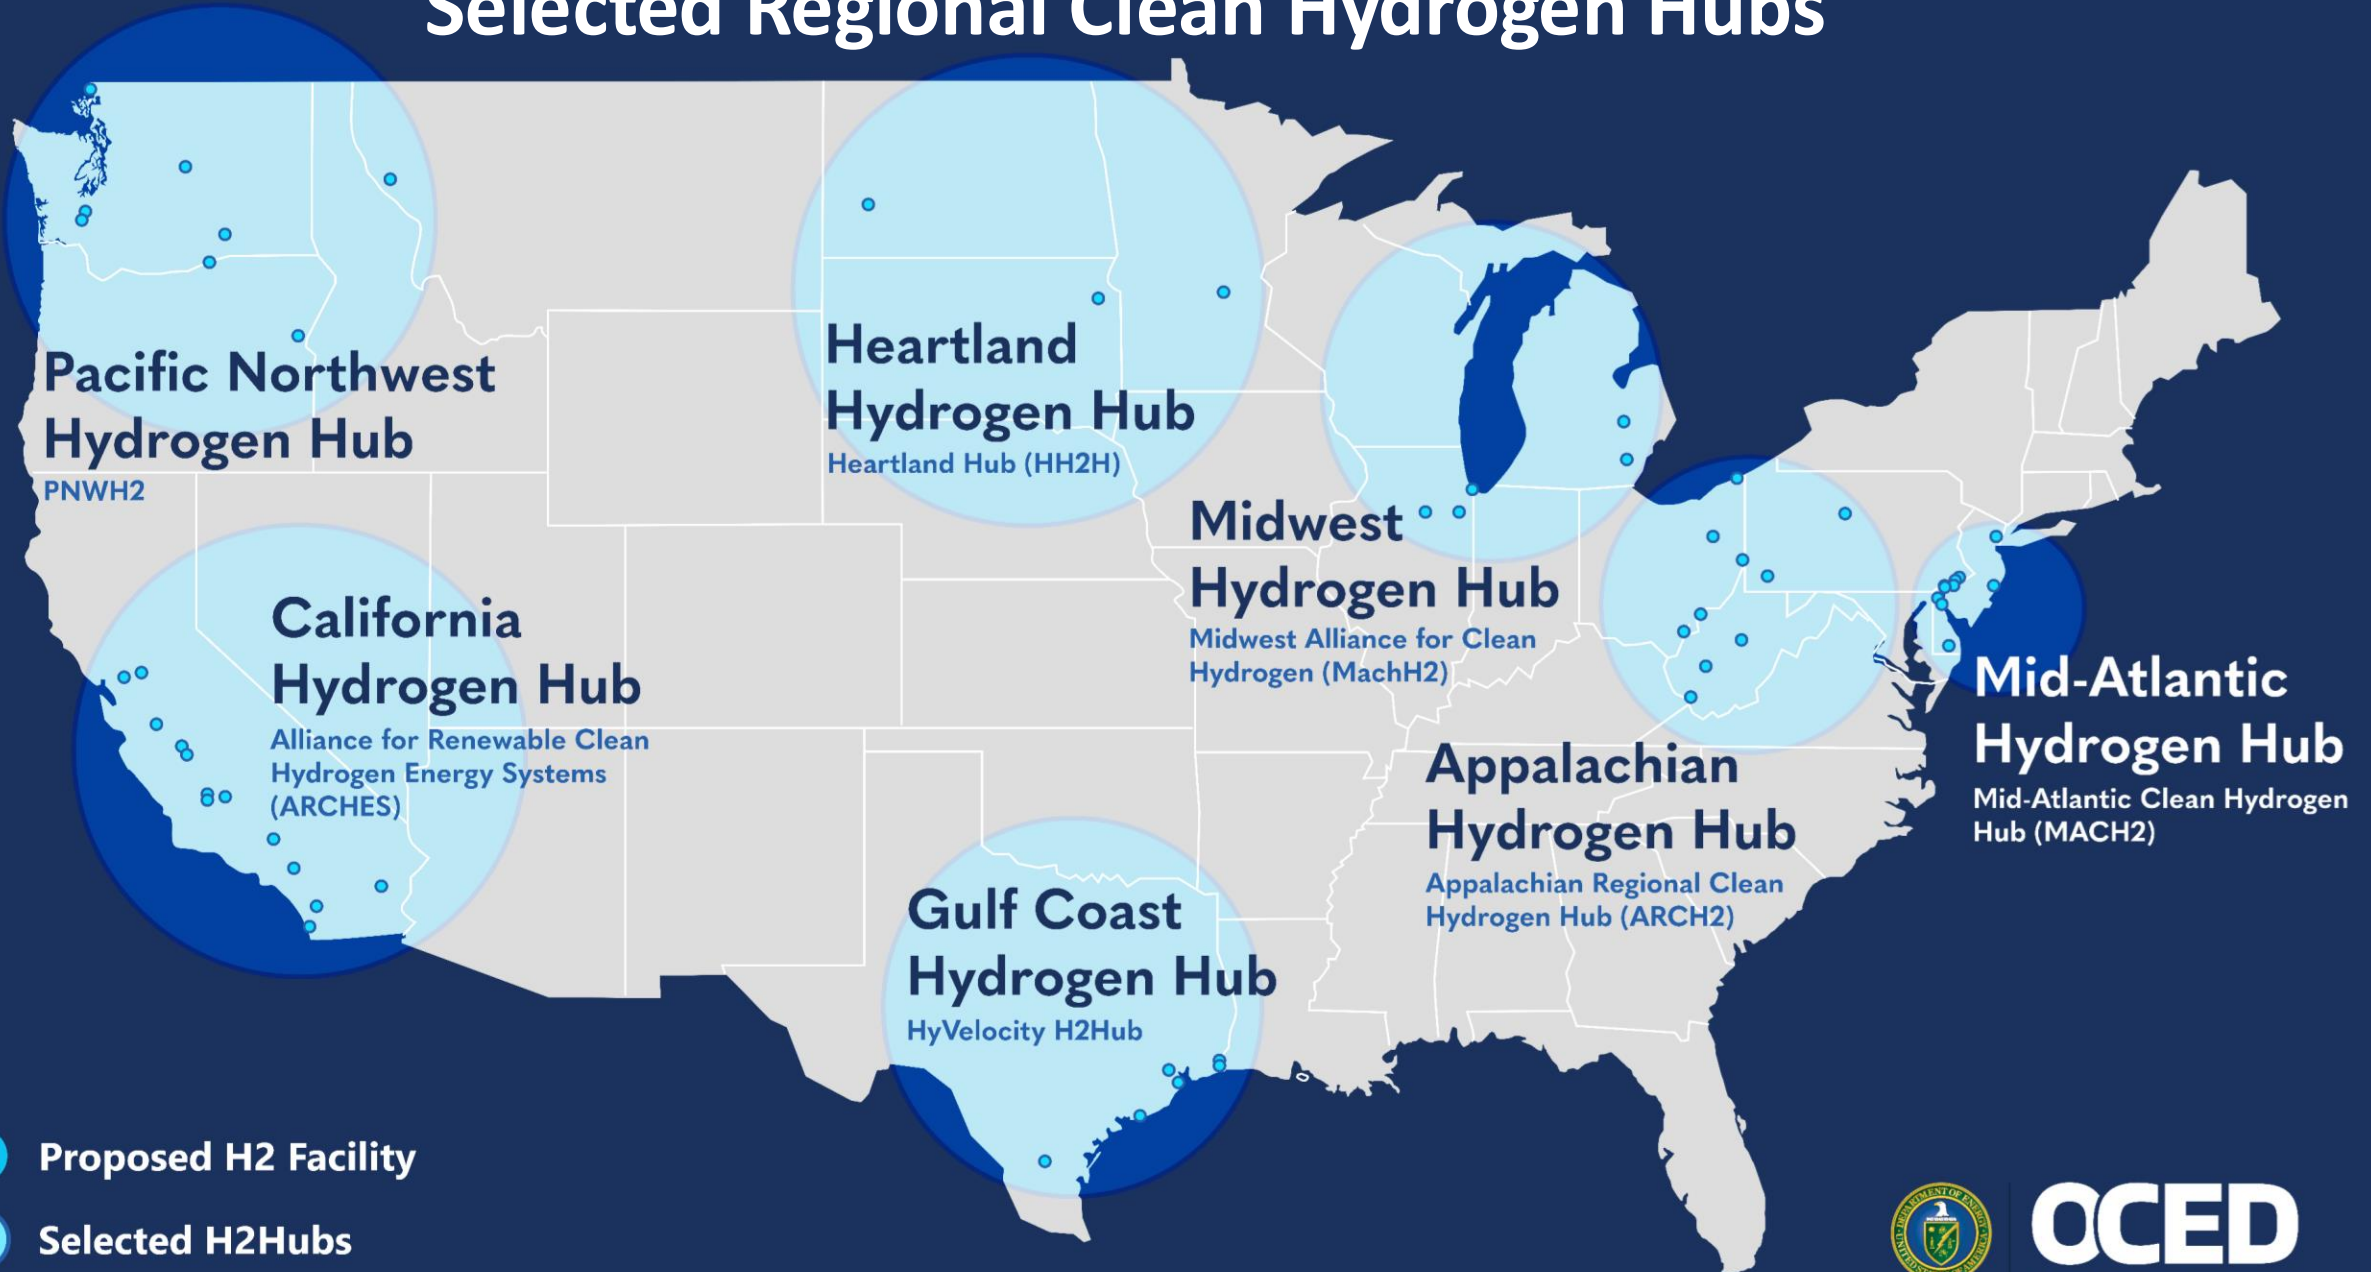 Selected Regional Clean Hydrogen Hubs
Pacific Northwest
Hydrogen Hub
PNWH2
Heartland
Hydrogen Hub
Heartland Hub (HH2H)
Midwest
Hydrogen Hub
Midwest Alliance for Clean
Hydrogen (MachH2)
California
Hydrogen Hub
Alliance for Renewable Clean
Hydrogen Energy Systems
(ARCHES)
Mid-Atlantic
Hydrogen Hub
Mid-Atlantic Clean Hydrogen
Hub (MACH2)
Appalachian
Hydrogen Hub
Appalachian Regional Clean
Hydrogen Hub (ARCH2)
Gulf Coast
Hydrogen Hub
HyVelocity H2Hub
Proposed H2 Facility
Selected H2Hubs
OCED